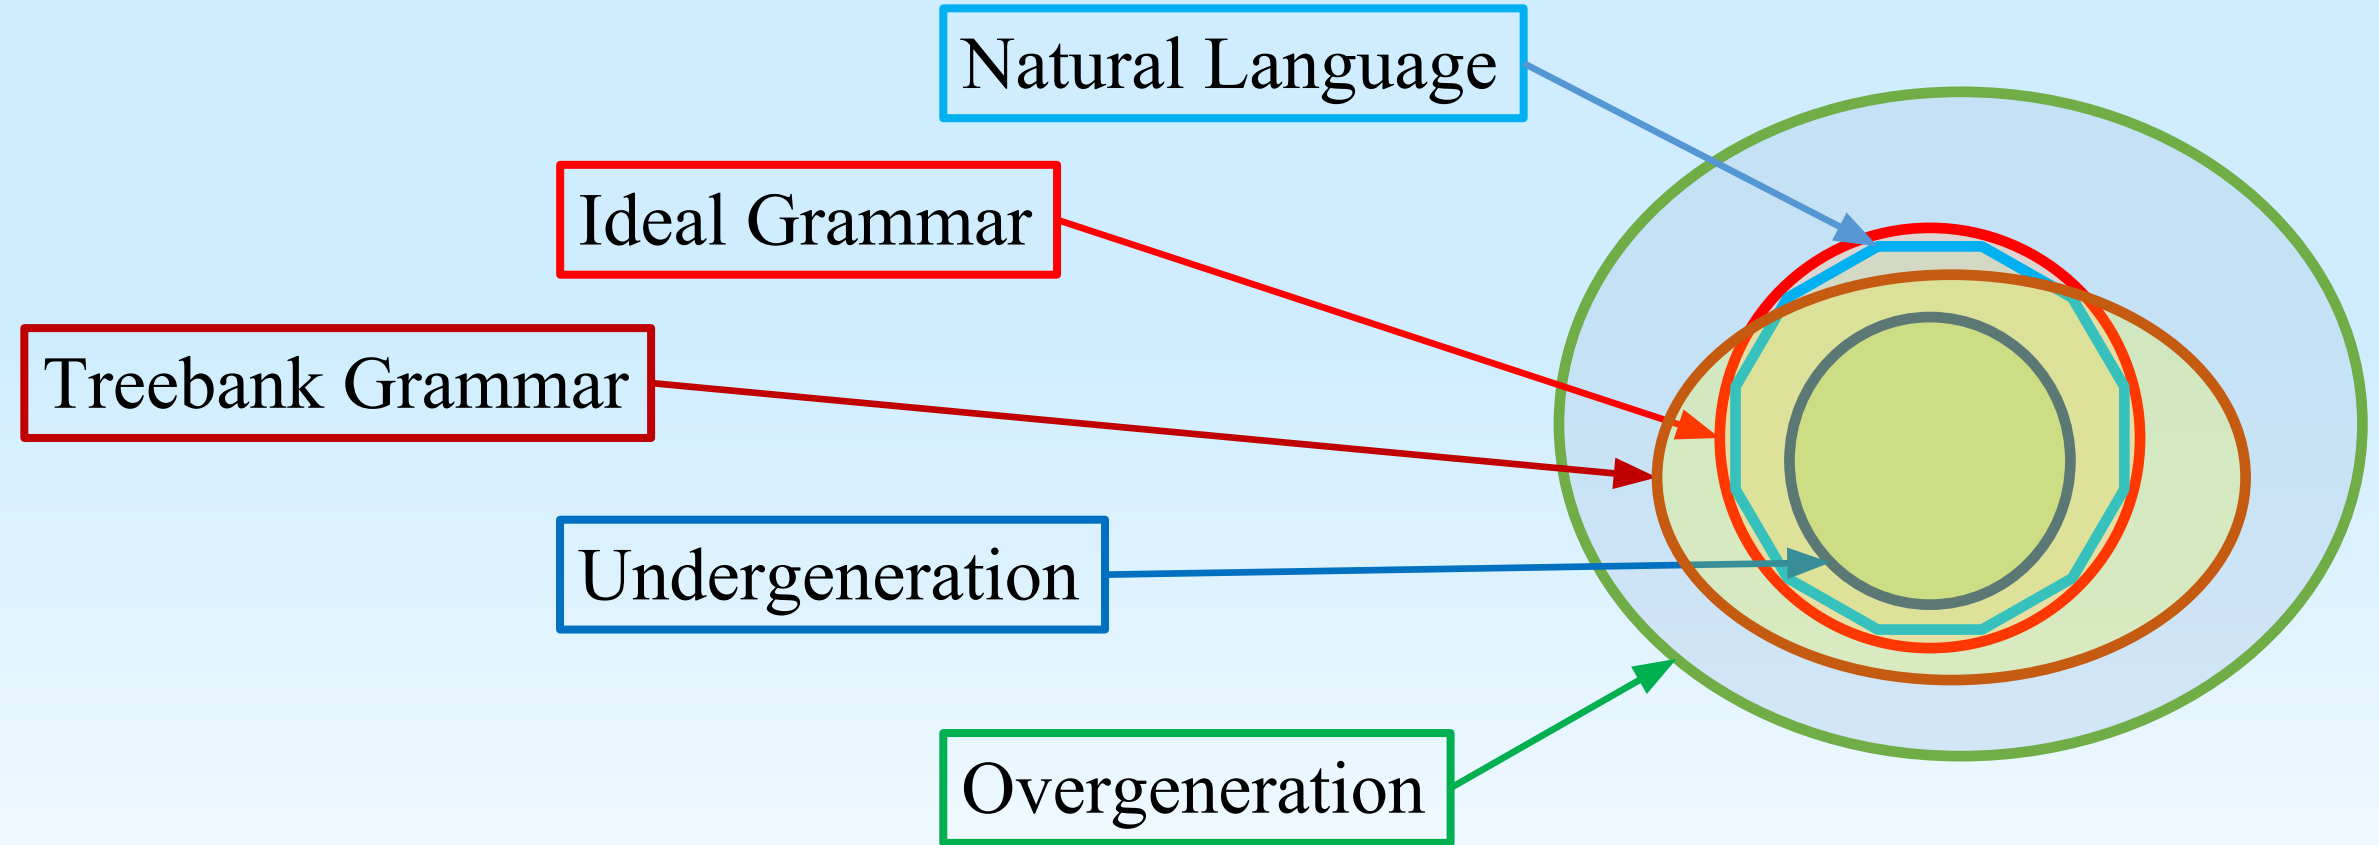 Natural Language
Ideal Grammar
Treebank Grammar
Undergeneration
Overgeneration